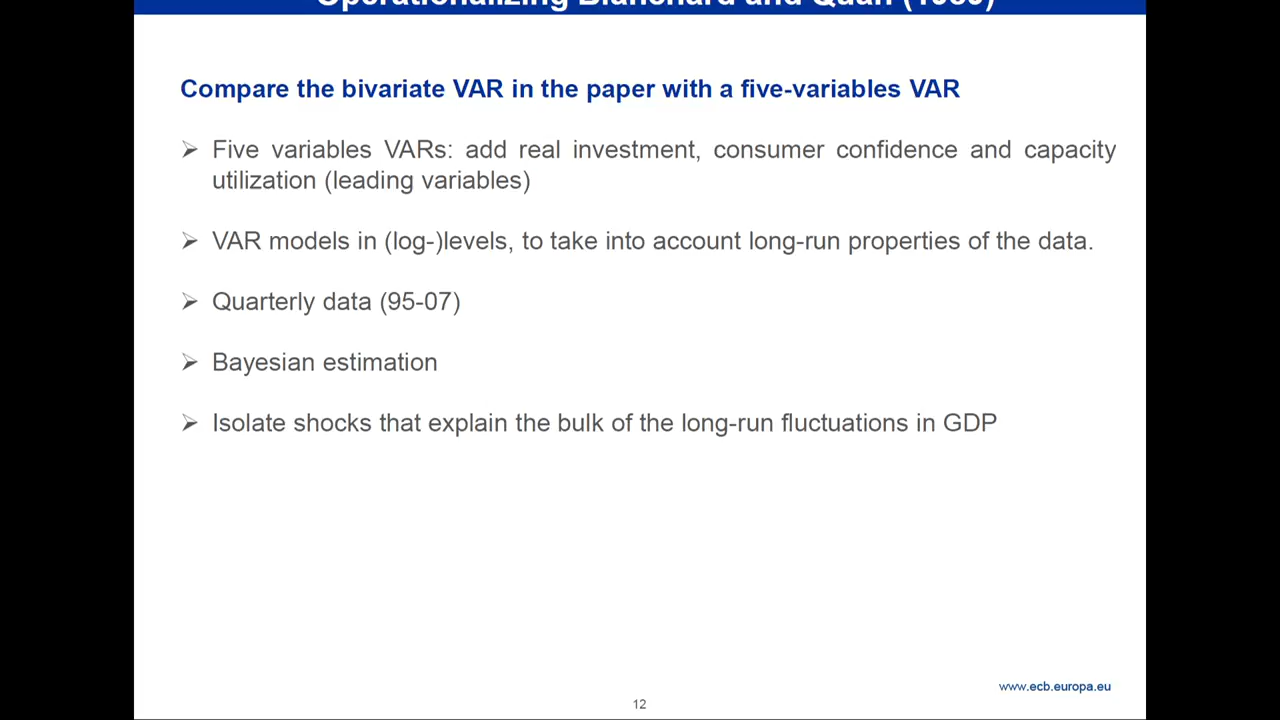 Operationalizing Blanchard and Quah (1989)
Compare the bivariate VAR in the paper with a five-variables VAR
Five variables VARs: add real investment, consumer confidence and capacity
utilization (leading variables)
VAR models in (log-)levels, to take into account long-run properties of the data.
Quarterly data (95-07)
Bayesian estimation
Isolate shocks that explain the bulk of the long-run fluctuations in GDP
www.ecb.europa.eu
12